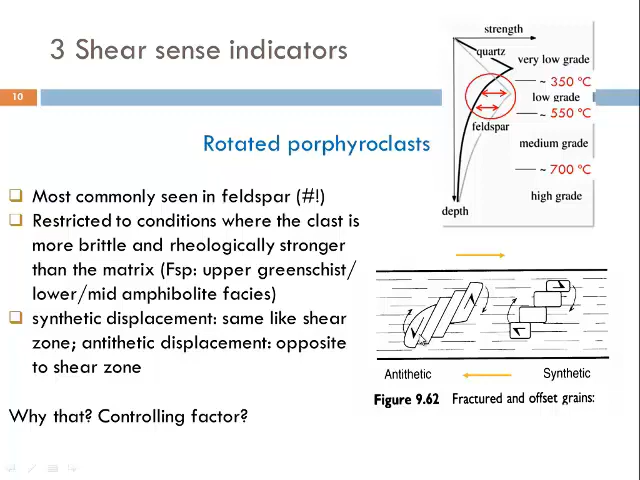 3 Shear sense indicators
10
strength
quartz
very low grade
~ 350 °C
low grade
~ 550 °C
feldspar
medium grade
~ 700 °C
high grade
depth
Rotated porphyroclasts
Most commonly seen in feldspar (#!)
Restricted to conditions where the clast is
more brittle and rheologically stronger
than the matrix (Fsp: upper greenschist/
lower/mid amphibolite facies)
synthetic displacement: same like shear
zone; antithetic displacement: opposite
to shear zone
Why that? Controlling factor?
Antithetic
Synthetic
Figure 9.62 Fractured and offset grains: